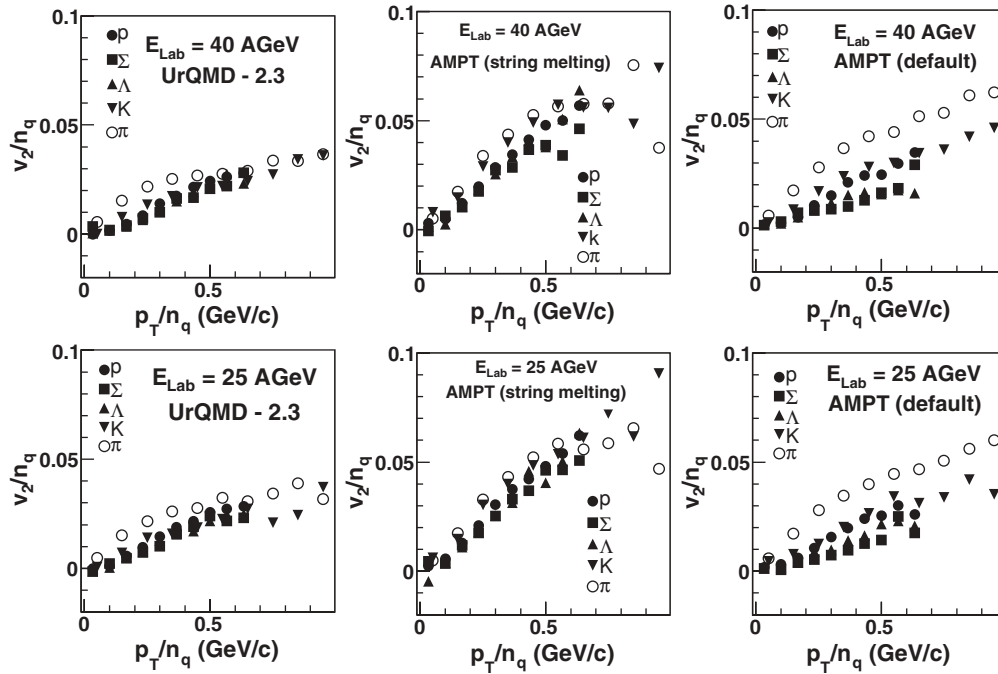 0.1
p
Σ
Λ
K
π
E_Lab = 40 AGeV
UrQMD - 2.3
v_2/n_q
0.05
0
0 0.5
p_T/n_q (GeV/c)
0.1
E_Lab = 40 AGeV
AMPT (string melting)
v_2/n_q
0.05
0
p
Σ
Λ
k
π
0 0.5
p_T/n_q (GeV/c)
0.1
p
Σ
Λ
K
π
E_Lab = 40 AGeV
AMPT (default)
v_2/n_q
0.05
0
0 0.5
p_T/n_q (GeV/c)
0.1
p
Σ
Λ
K
π
E_Lab = 25 AGeV
UrQMD - 2.3
v_2/n_q
0.05
0
0 0.5
p_T/n_q (GeV/c)
0.1
E_Lab = 25 AGeV
AMPT (string melting)
v_2/n_q
0.05
0
p
Σ
Λ
K
π
0 0.5
p_T/n_q (GeV/c)
0.1
p
Σ
Λ
K
π
E_Lab = 25 AGeV
AMPT (default)
v_2/n_q
0.05
0
0 0.5
p_T/n_q (GeV/c)